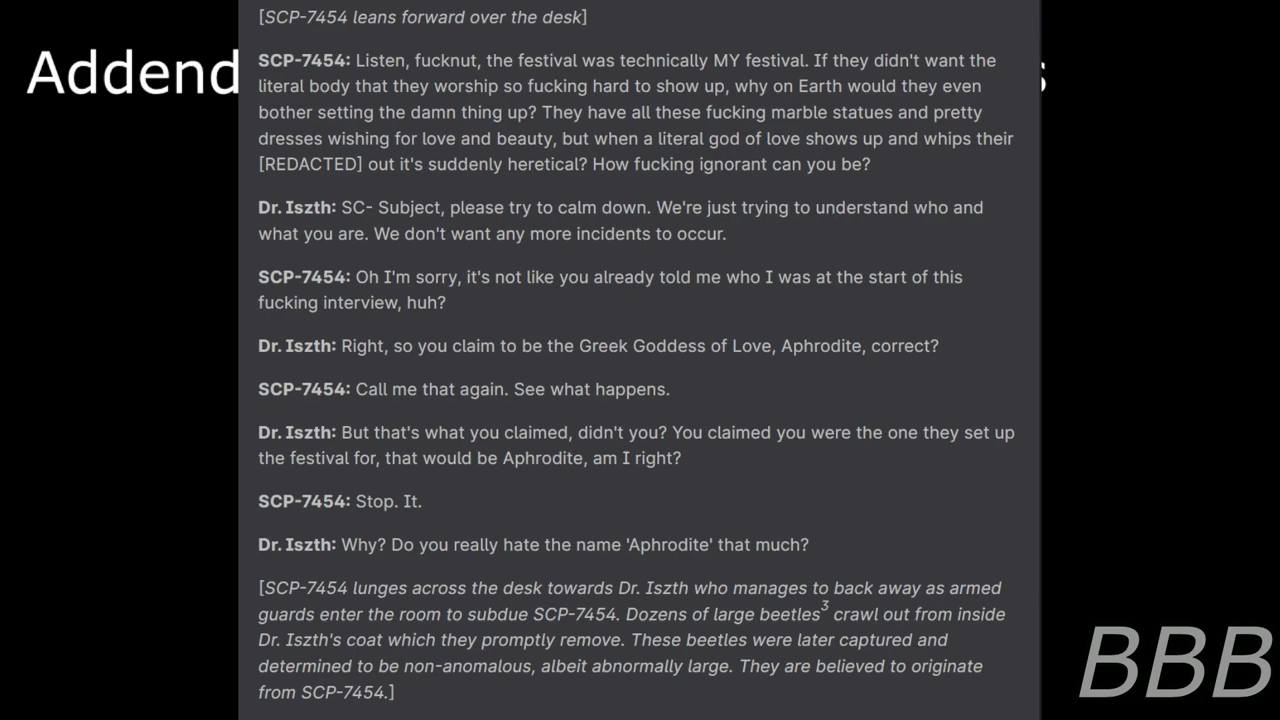 [SCP-7454 leans forward over the desk]
Addend
s
SCP-7454: Listen, fucknut, the festival was technically MY festival. If they didn't want the
literal body that they worship so fucking hard to show up, why on Earth would they even
bother setting the damn thing up? They have all these fucking marble statues and pretty
dresses wishing for love and beauty, but when a literal god of love shows up and whips their
[REDACTED] out it's suddenly heretical? How fucking ignorant can you be?
Dr. Iszth: SC- Subject, please try to calm down. We're just trying to understand who and
what you are. We don't want any more incidents to occur.
SCP-7454: Oh I'm sorry, it's not like you already told me who I was at the start of this
fucking interview, huh?
Dr. Iszth: Right, so you claim to be the Greek Goddess of Love, Aphrodite, correct?
SCP-7454: Call me that again. See what happens.
Dr. Iszth: But that's what you claimed, didn't you? You claimed you were the one they set up
the festival for, that would be Aphrodite, am I right?
SCP-7454: Stop. It.
Dr. Iszth: Why? Do you really hate the name 'Aphrodite' that much?
[SCP-7454 lunges across the desk towards Dr. Iszth who manages to back away as armed
guards enter the room to subdue SCP-7454. Dozens of large beetles³ crawl out from inside
Dr. Iszth's coat which they promptly remove. These beetles were later captured and
determined to be non-anomalous, albeit abnormally large. They are believed to originate
from SCP-7454.]
BBB